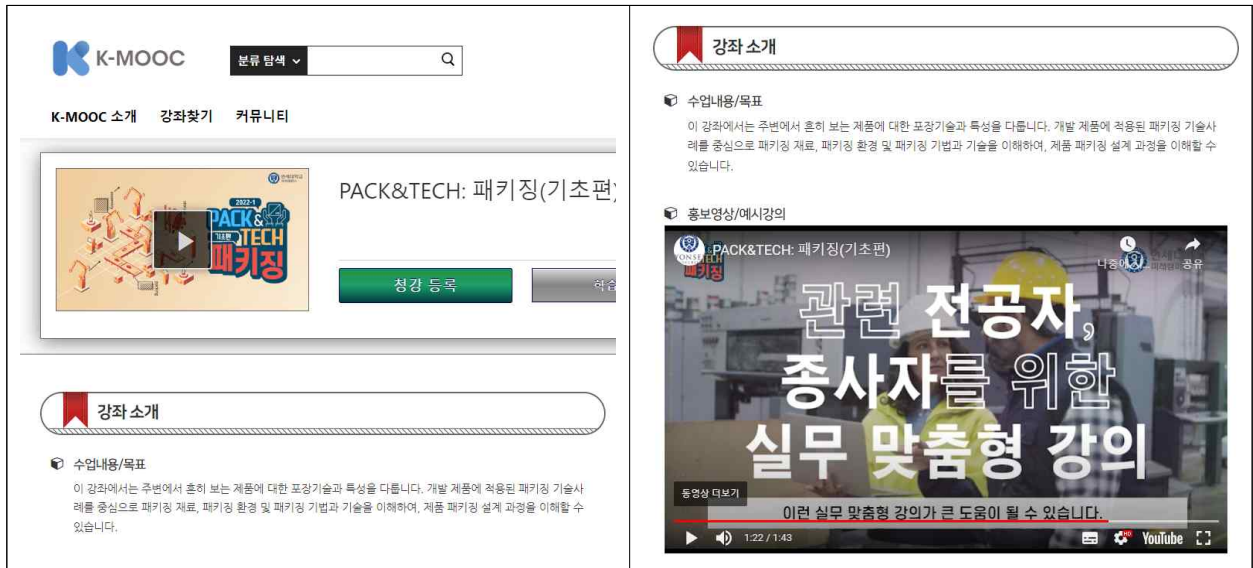 K-MOOC
분류 탐색
K-MOOC 소개 강좌찾기 커뮤니티
연세대학교
2022-1
PACK &
기초편 TECH
패키징
PACK&TECH: 패키징(기초편)
청강 등록
학습
강좌 소개
수업내용/목표
이 강좌에서는 주변에서 흔히 보는 제품에 대한 포장기술과 특성을 다룹니다. 개발 제품에 적용된 패키징 기술사
례를 중심으로 패키징 재료, 패키징 환경 및 패키징 기법과 기술을 이해하여, 제품 패키징 설계 과정을 이해할 수
있습니다.
강좌 소개
수업내용/목표
이 강좌에서는 주변에서 흔히 보는 제품에 대한 포장기술과 특성을 다룹니다. 개발 제품에 적용된 패키징 기술사
례를 중심으로 패키징 재료, 패키징 환경 및 패키징 기법과 기술을 이해하여, 제품 패키징 설계 과정을 이해할 수
있습니다.
홍보영상/예시강의
PACK&TECH: 패키징(기초편)
YONSEI
TECH
패키징
나중에 공유
관련 전공자,
종사자를 위한
실무 맞춤형 강의
동영상 더보기
이런 실무 맞춤형 강의가 큰 도움이 될 수 있습니다.
1:22 / 1:43
HD
YouTube